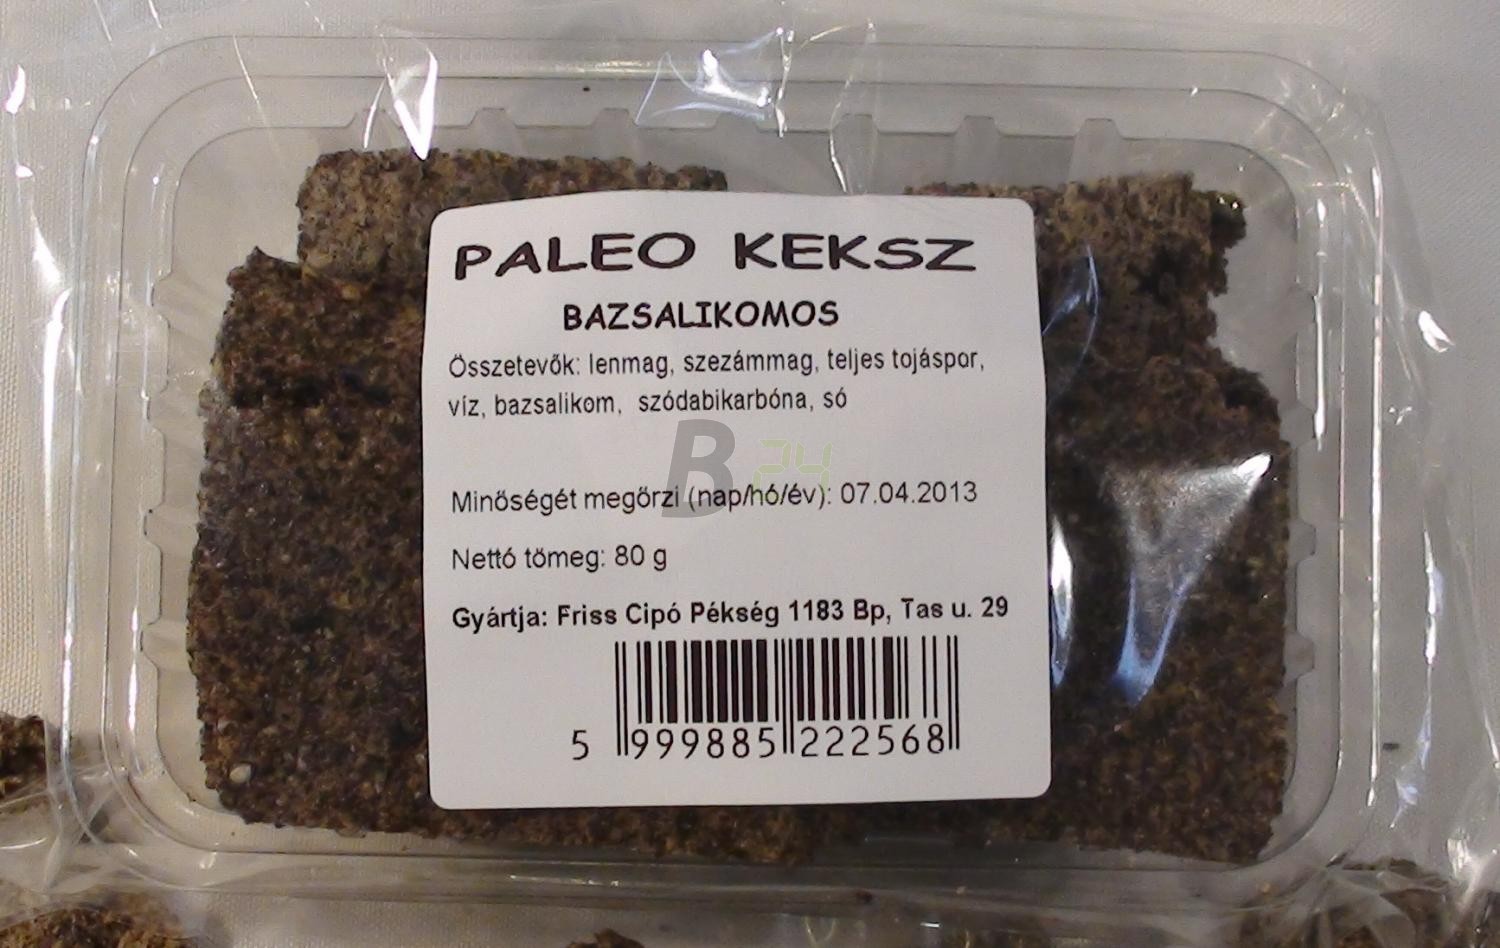 PALEO KEKSZ
BAZSALIKOMOS
Összetevők: lenmag, szezámmag, teljes tojáspor,
víz, bazsalikom, szódabikarbóna, só
B 24
Minőségét megőrzi (nap/hó/év): 07.04.2013
Nettó tömeg: 80 g
Gyártja: Friss Cipó Pékség 1183 Bp, Tas u. 29
5 999885 222568